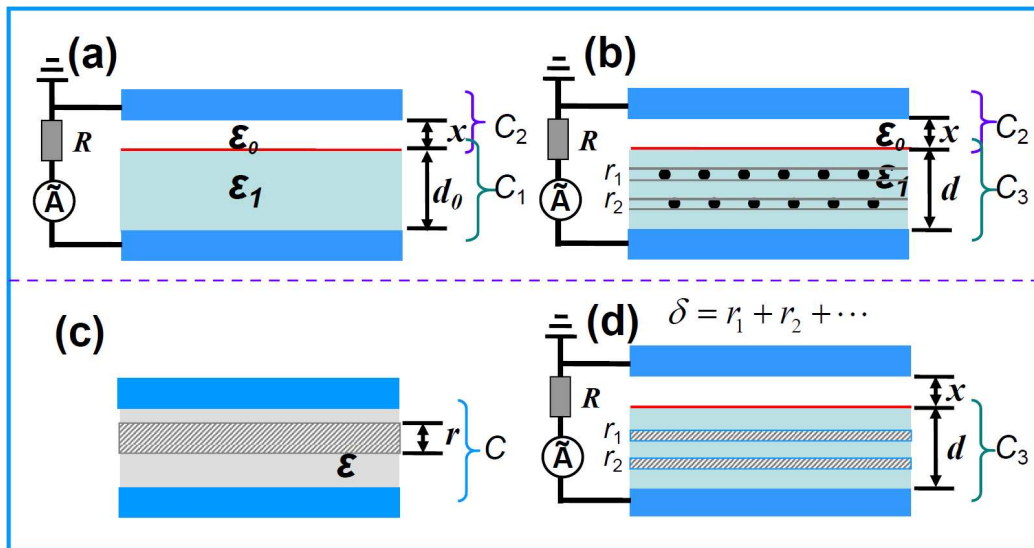 (a)
R
Ã
ε₀
x
C₂
ε₁
d₀
C₁
(b)
R
Ã
ε₀
x
C₂
r₁
ε₁
r₂
d
C₃
(c)
r
ε
C
(d)
δ = r₁ + r₂ + ⋯
R
Ã
x
r₁
r₂
d
C₃